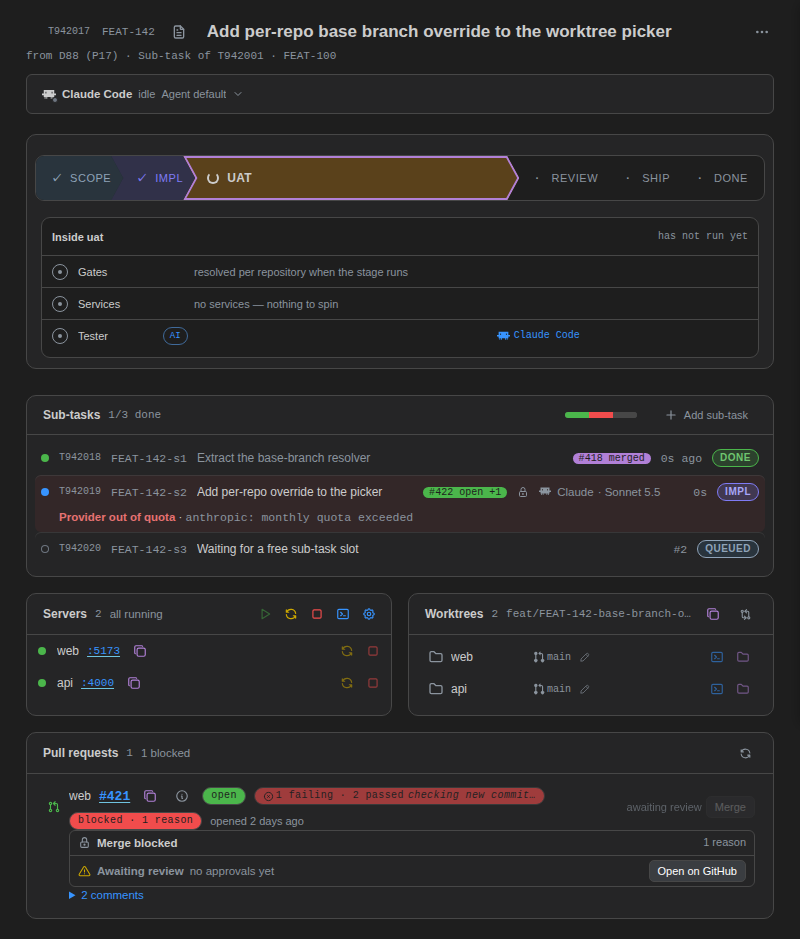 T942017 FEAT-142 Add per-repo base branch override to the worktree picker
from D88 (P17) · Sub-task of T942001 · FEAT-100
Claude Code idle Agent default
SCOPE IMPL UAT · REVIEW · SHIP · DONE
Inside uat has not run yet
Gates resolved per repository when the stage runs
Services no services — nothing to spin
Tester AI Claude Code
Sub-tasks 1/3 done Add sub-task
T942018 FEAT-142-s1 Extract the base-branch resolver #418 merged 0s ago DONE
T942019 FEAT-142-s2 Add per-repo override to the picker #422 open +1 Claude · Sonnet 5.5 0s IMPL
Provider out of quota · anthropic: monthly quota exceeded
T942020 FEAT-142-s3 Waiting for a free sub-task slot #2 QUEUED
Servers 2 all running
web :5173
api :4000
Worktrees 2 feat/FEAT-142-base-branch-o…
web main
api main
Pull requests 1 1 blocked
web #421 open 1 failing · 2 passed checking new commit…
blocked · 1 reason opened 2 days ago
awaiting review Merge
Merge blocked 1 reason
Awaiting review no approvals yet Open on GitHub
2 comments